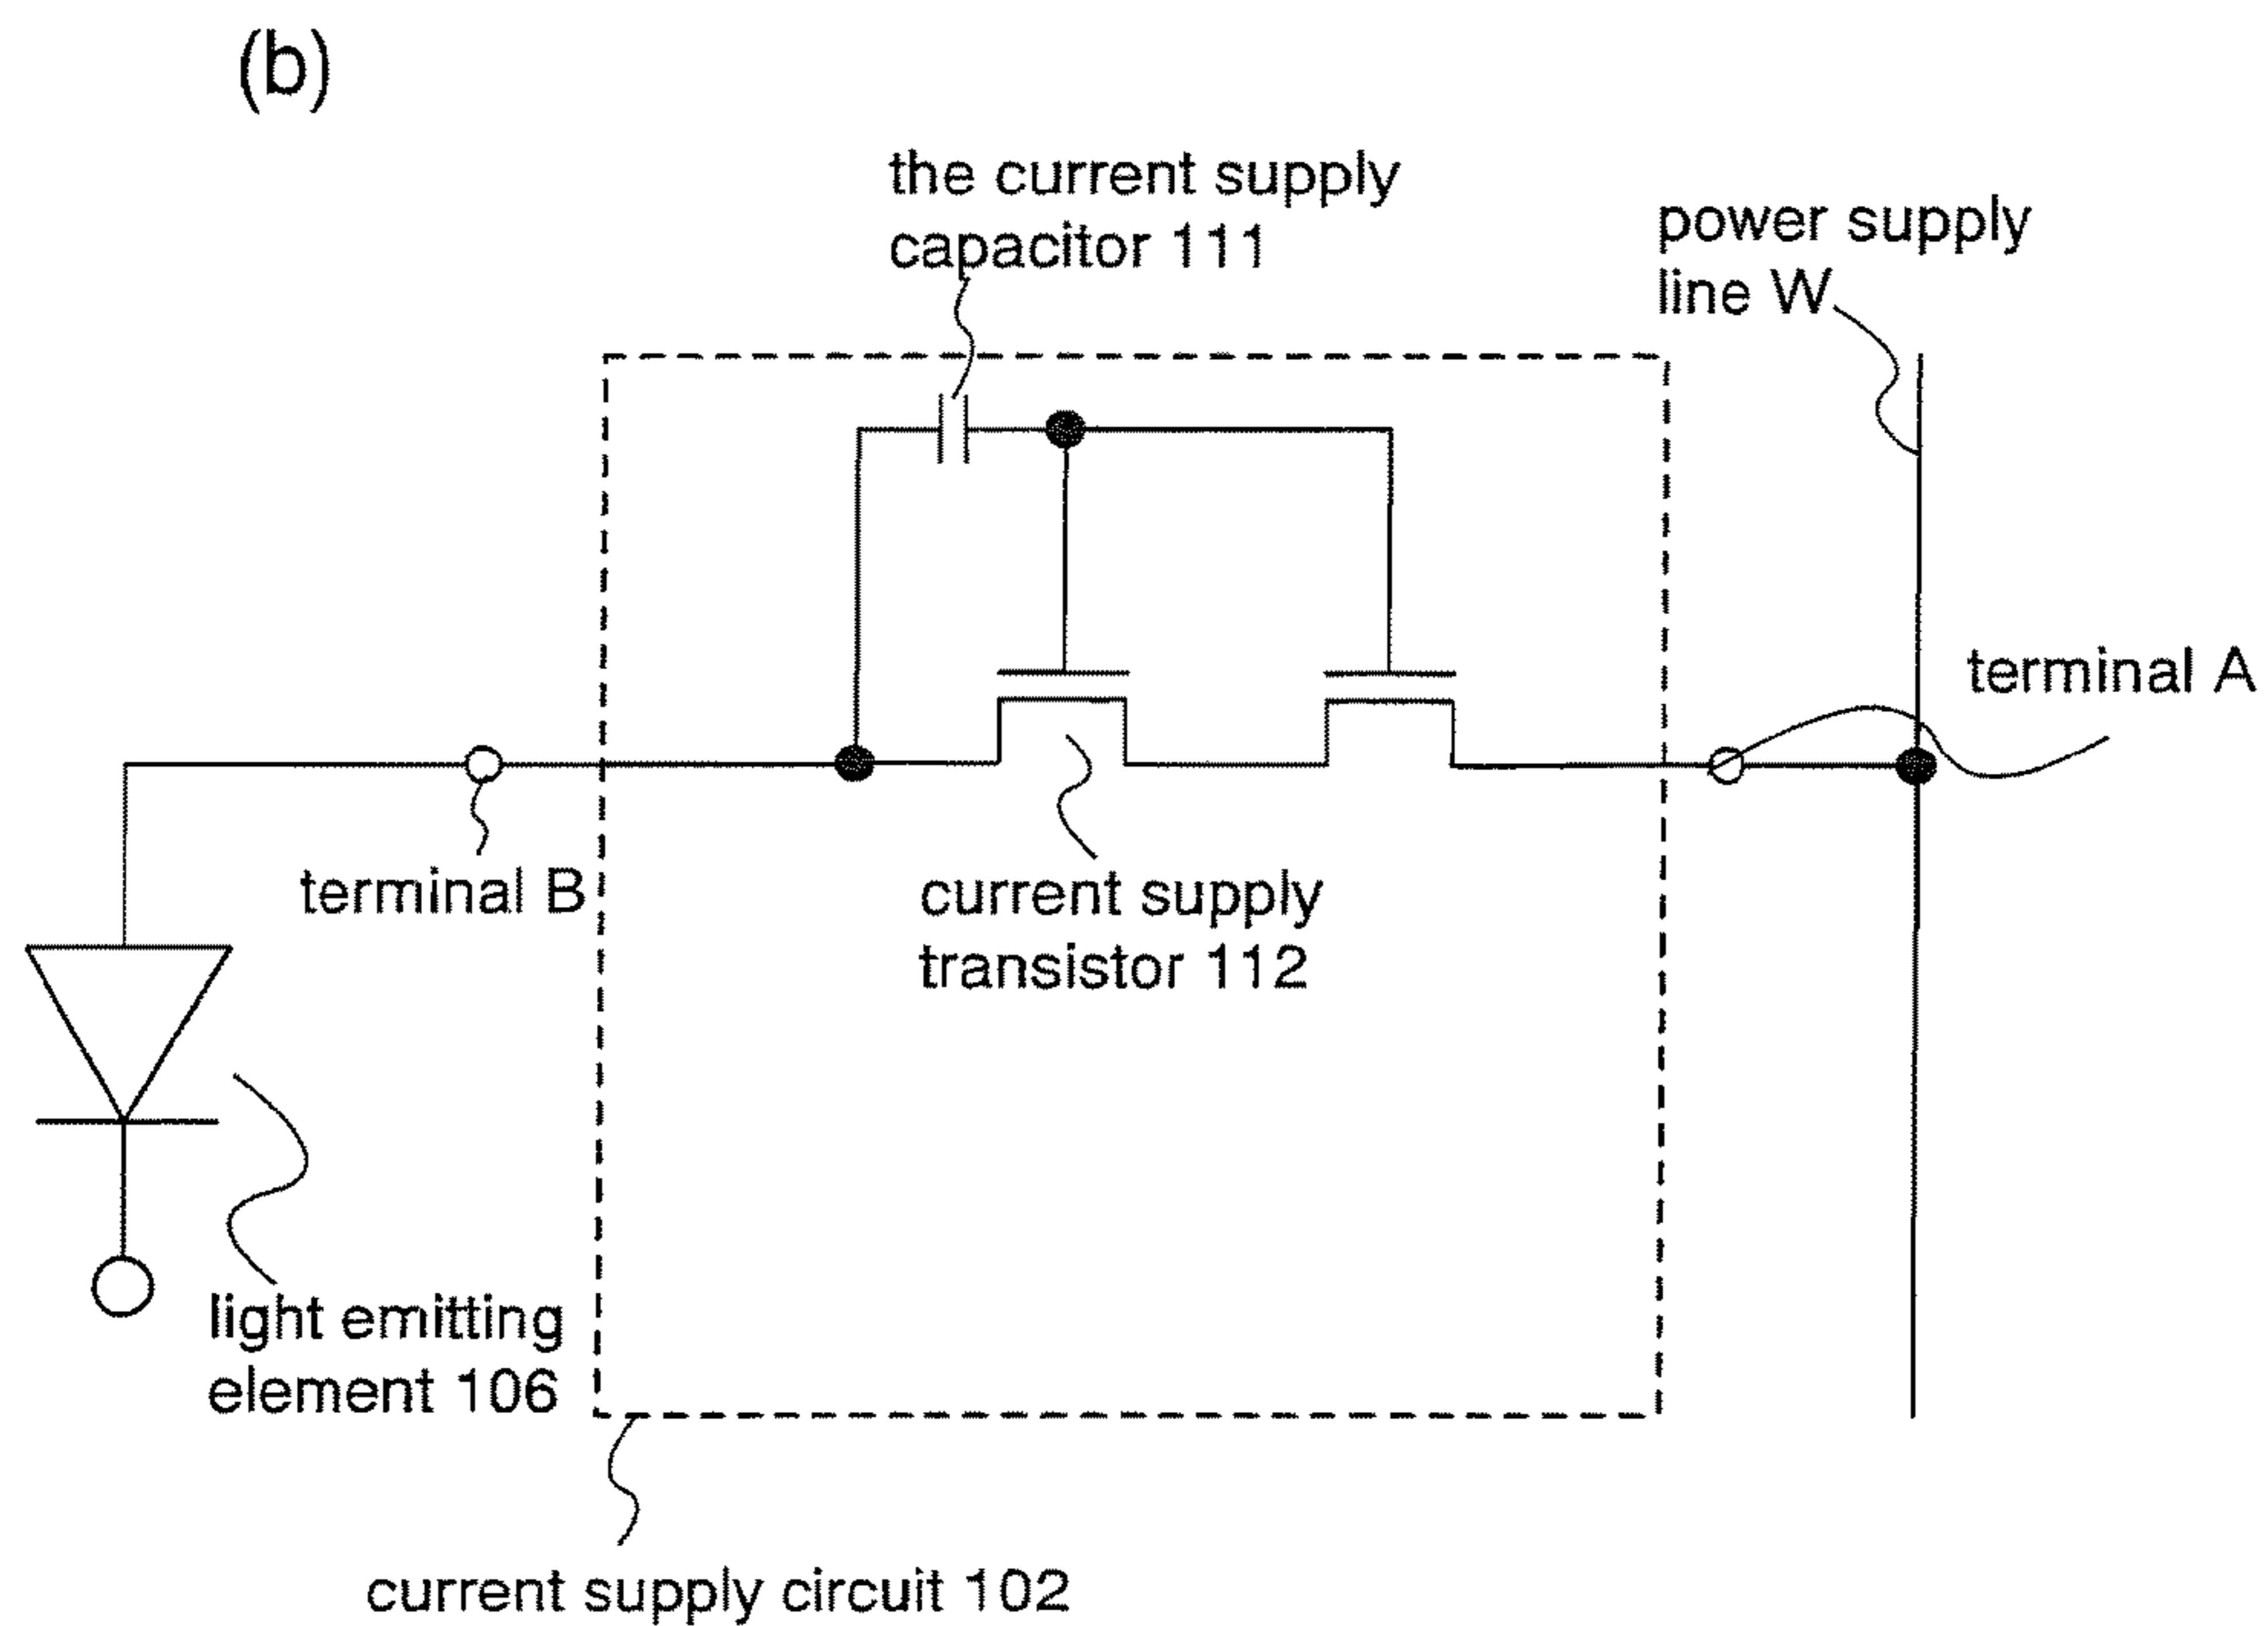 (b)
the current supply
capacitor 111
power supply
line W
terminal A
terminal B
current supply
transistor 112
light emitting
element 106
current supply circuit 102